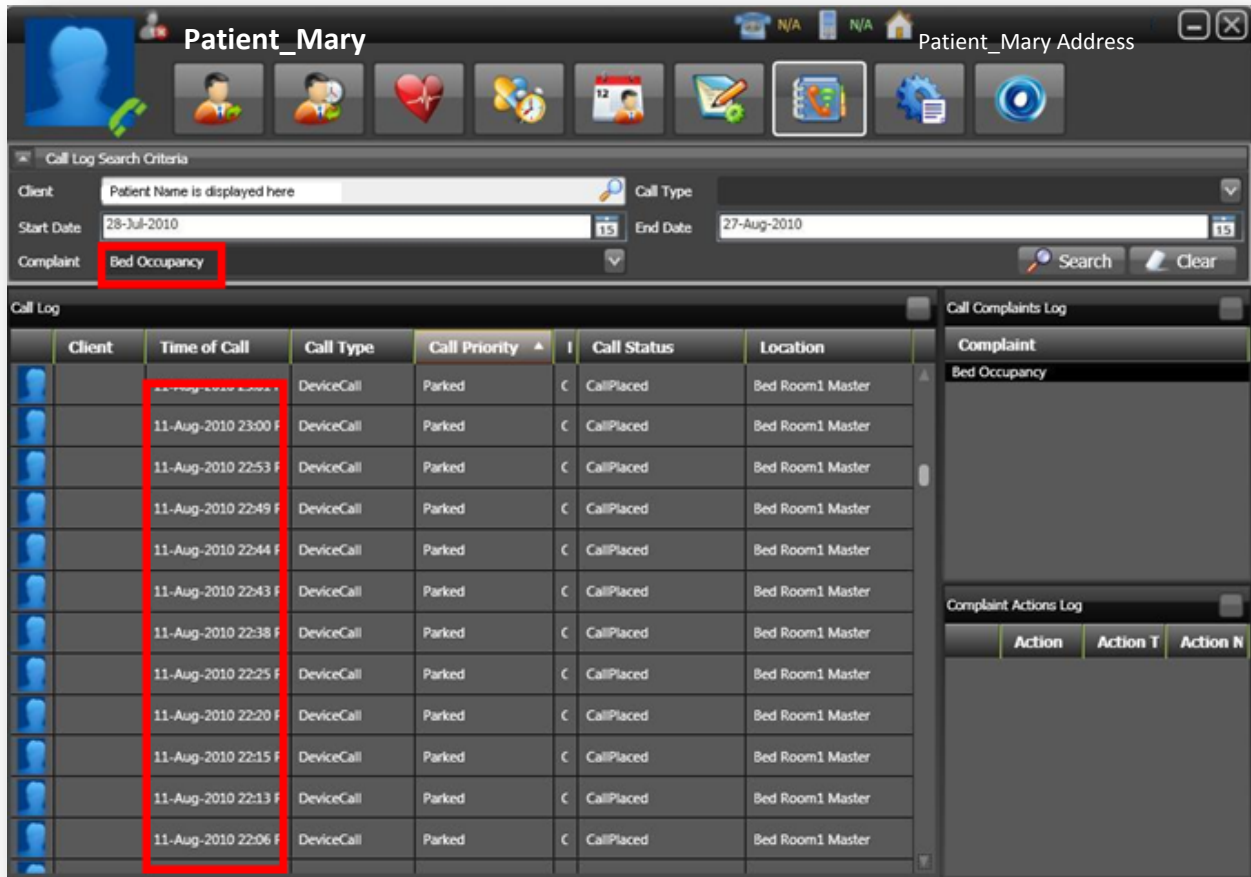 Patient_Mary N/A N/A Patient_Mary Address
12
Call Log Search Criteria
Client Patient Name is displayed here Call Type
Start Date 28-Jul-2010 15 End Date 27-Aug-2010 15
Complaint Bed Occupancy Search Clear
Call Log Call Complaints Log
Client Time of Call Call Type Call Priority I Call Status Location Complaint
DeviceCall Parked C CallPlaced Bed Room1 Master Bed Occupancy
11-Aug-2010 23:00 P DeviceCall Parked C CallPlaced Bed Room1 Master
11-Aug-2010 22:53 P DeviceCall Parked C CallPlaced Bed Room1 Master
11-Aug-2010 22:49 P DeviceCall Parked C CallPlaced Bed Room1 Master
11-Aug-2010 22:44 P DeviceCall Parked C CallPlaced Bed Room1 Master
11-Aug-2010 22:43 P DeviceCall Parked C CallPlaced Bed Room1 Master
Complaint Actions Log
11-Aug-2010 22:38 P DeviceCall Parked C CallPlaced Bed Room1 Master Action Action T Action N
11-Aug-2010 22:25 P DeviceCall Parked C CallPlaced Bed Room1 Master
11-Aug-2010 22:20 P DeviceCall Parked C CallPlaced Bed Room1 Master
11-Aug-2010 22:15 P DeviceCall Parked C CallPlaced Bed Room1 Master
11-Aug-2010 22:13 P DeviceCall Parked C CallPlaced Bed Room1 Master
11-Aug-2010 22:06 P DeviceCall Parked C CallPlaced Bed Room1 Master